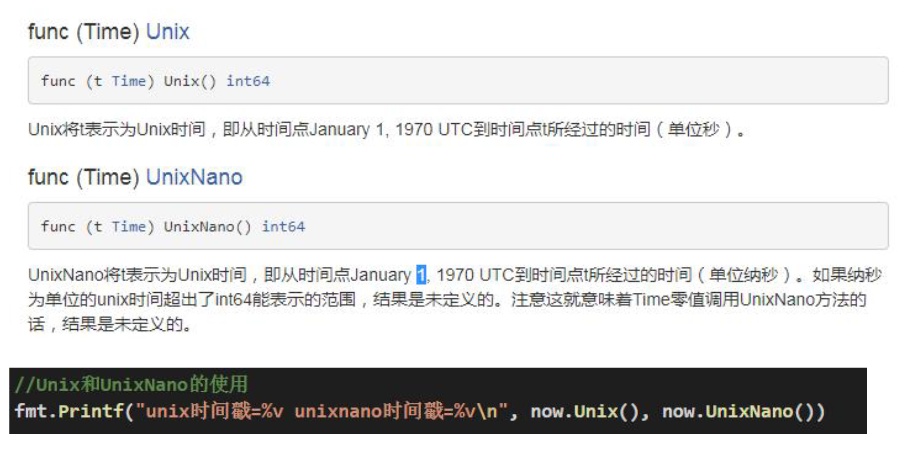 func (Time) Unix
func (t Time) Unix() int64
Unix将t表示为Unix时间，即从时间点January 1, 1970 UTC到时间点t所经过的时间（单位秒）。
func (Time) UnixNano
func (t Time) UnixNano() int64
UnixNano将t表示为Unix时间，即从时间点January 1, 1970 UTC到时间点t所经过的时间（单位纳秒）。如果纳秒
为单位的unix时间超出了int64能表示的范围，结果是未定义的。注意这就意味着Time零值调用UnixNano方法的
话，结果是未定义的。
//Unix和UnixNano的使用
fmt.Printf("unix时间戳=%v unixnano时间戳=%v\n", now.Unix(), now.UnixNano())